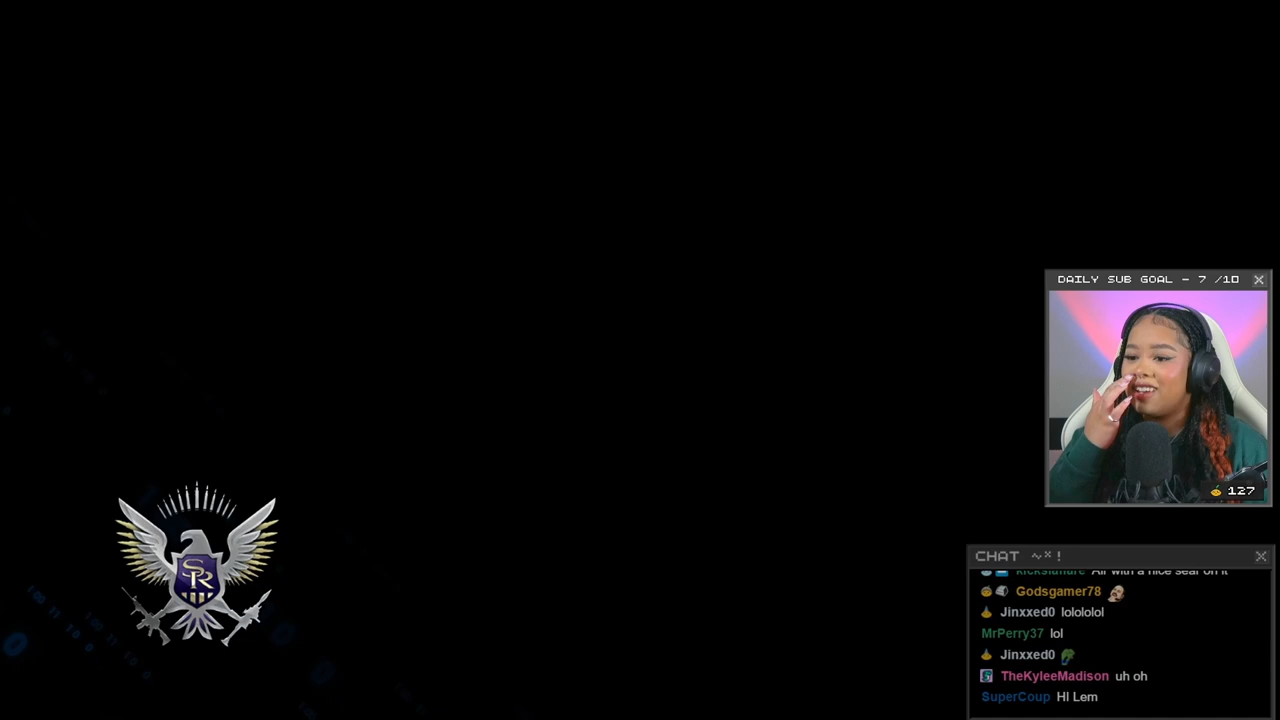 DAILY SUB GOAL - 7 /10
127
SR
CHAT
Godsgamer78
Jinxxed0 lolololol
MrPerry37 lol
Jinxxed0
TheKyleeMadison uh oh
SuperCoup HI Lem